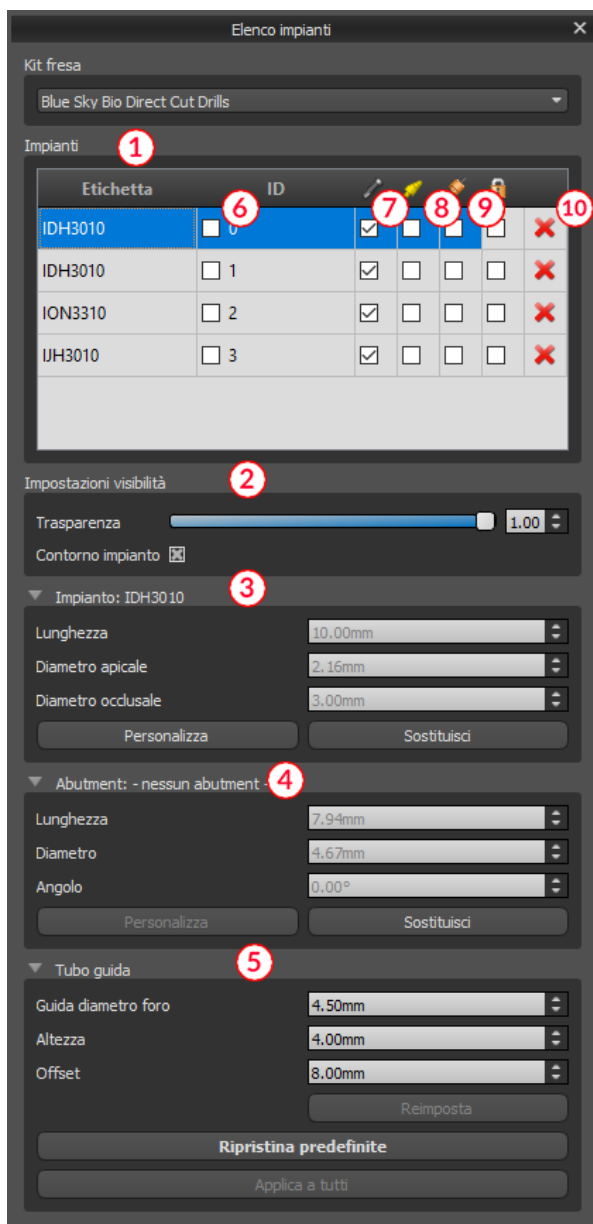 Elenco impianti
Kit fresa
Blue Sky Bio Direct Cut Drills
Impianti 1
Etichetta ID
6 7 8 9 10
IDH3010 0
IDH3010 1
ION3310 2
IJH3010 3
Impostazioni visibilità 2
Trasparenza 1.00
Contorno impianto
Impianto: IDH3010 3
Lunghezza 10.00mm
Diametro apicale 2.16mm
Diametro occlusale 3.00mm
Personalizza Sostituisci
Abutment: - nessun abutment - 4
Lunghezza 7.94mm
Diametro 4.67mm
Angolo 0.00°
Personalizza Sostituisci
Tubo guida 5
Guida diametro foro 4.50mm
Altezza 4.00mm
Offset 8.00mm
Reimposta
Ripristina predefinite
Applica a tutti